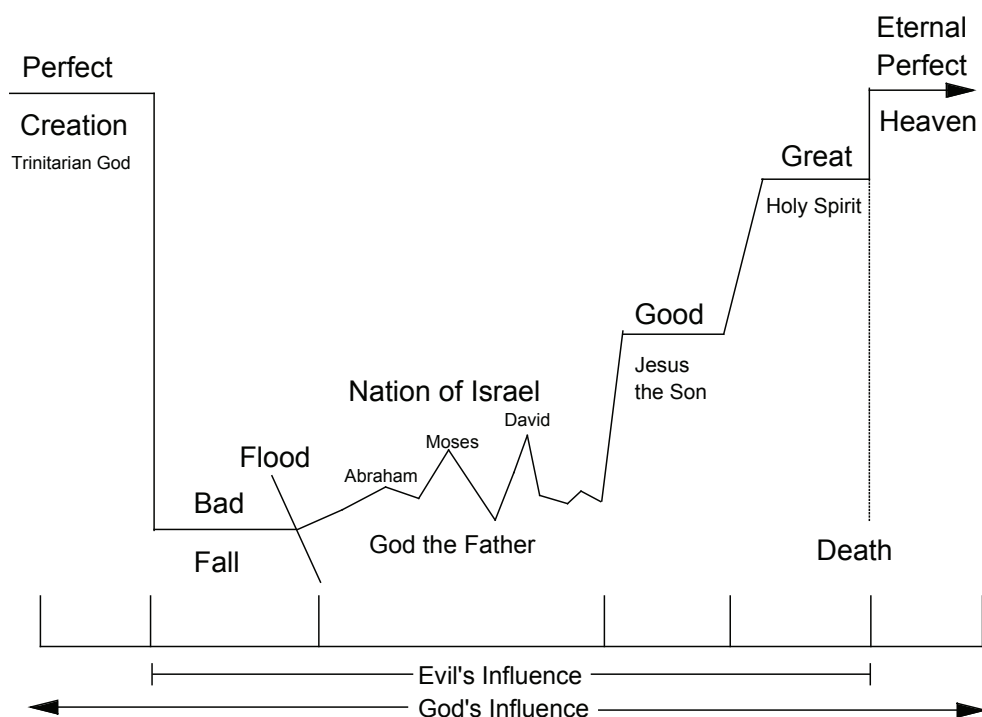 Perfect
Creation
Trinitarian God
Bad
Fall
Flood
Nation of Israel
Abraham
Moses
David
God the Father
Good
Jesus
the Son
Great
Holy Spirit
Eternal
Perfect
Heaven
Death
Evil's Influence
God's Influence